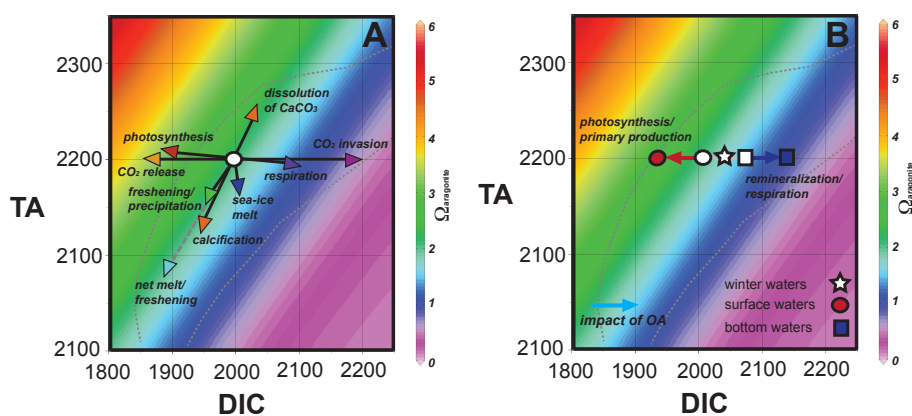 A
2300
2200
2100
2100
TA
1800
1900
2000
2100
2200
DIC
dissolution
of CaCO₃
photosynthesis
CO₂ invasion
CO₂ release
respiration
freshening/
precipitation
sea-ice
melt
calcification
net melt/
freshening
6
5
4
3
2
1
0
Ωaragonite
B
2300
2200
2100
2100
TA
1800
1900
2000
2100
2200
DIC
photosynthesis/
primary production
remineralization/
respiration
winter waters
surface waters
bottom waters
impact of OA
6
5
4
3
2
1
0
Ωaragonite